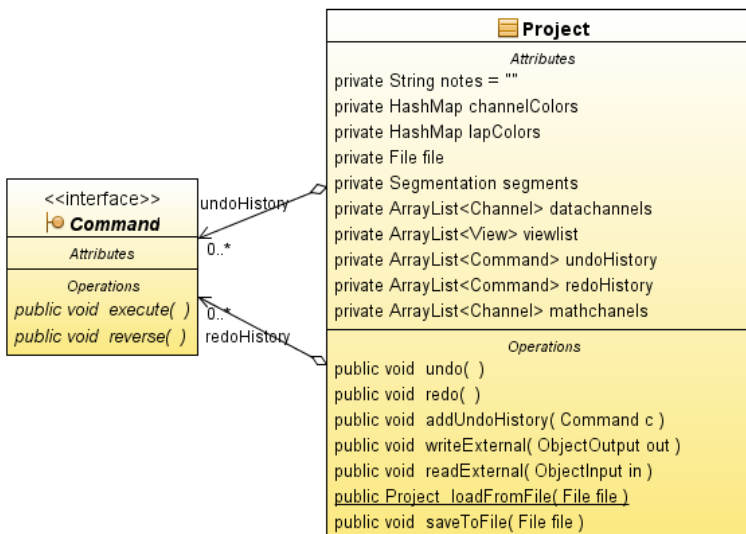 Project
Attributes
private String notes = ""
private HashMap channelColors
private HashMap lapColors
private File file
private Segmentation segments
private ArrayList<Channel> datachannels
private ArrayList<View> viewlist
private ArrayList<Command> undoHistory
private ArrayList<Command> redoHistory
private ArrayList<Channel> mathchanels
Operations
public void undo( )
public void redo( )
public void addUndoHistory( Command c )
public void writeExternal( ObjectOutput out )
public void readExternal( ObjectInput in )
public Project loadFromFile( File file )
public void saveToFile( File file )
<<interface>>
Command
Attributes
Operations
public void execute( )
public void reverse( )
undoHistory
0..*
0..*
redoHistory